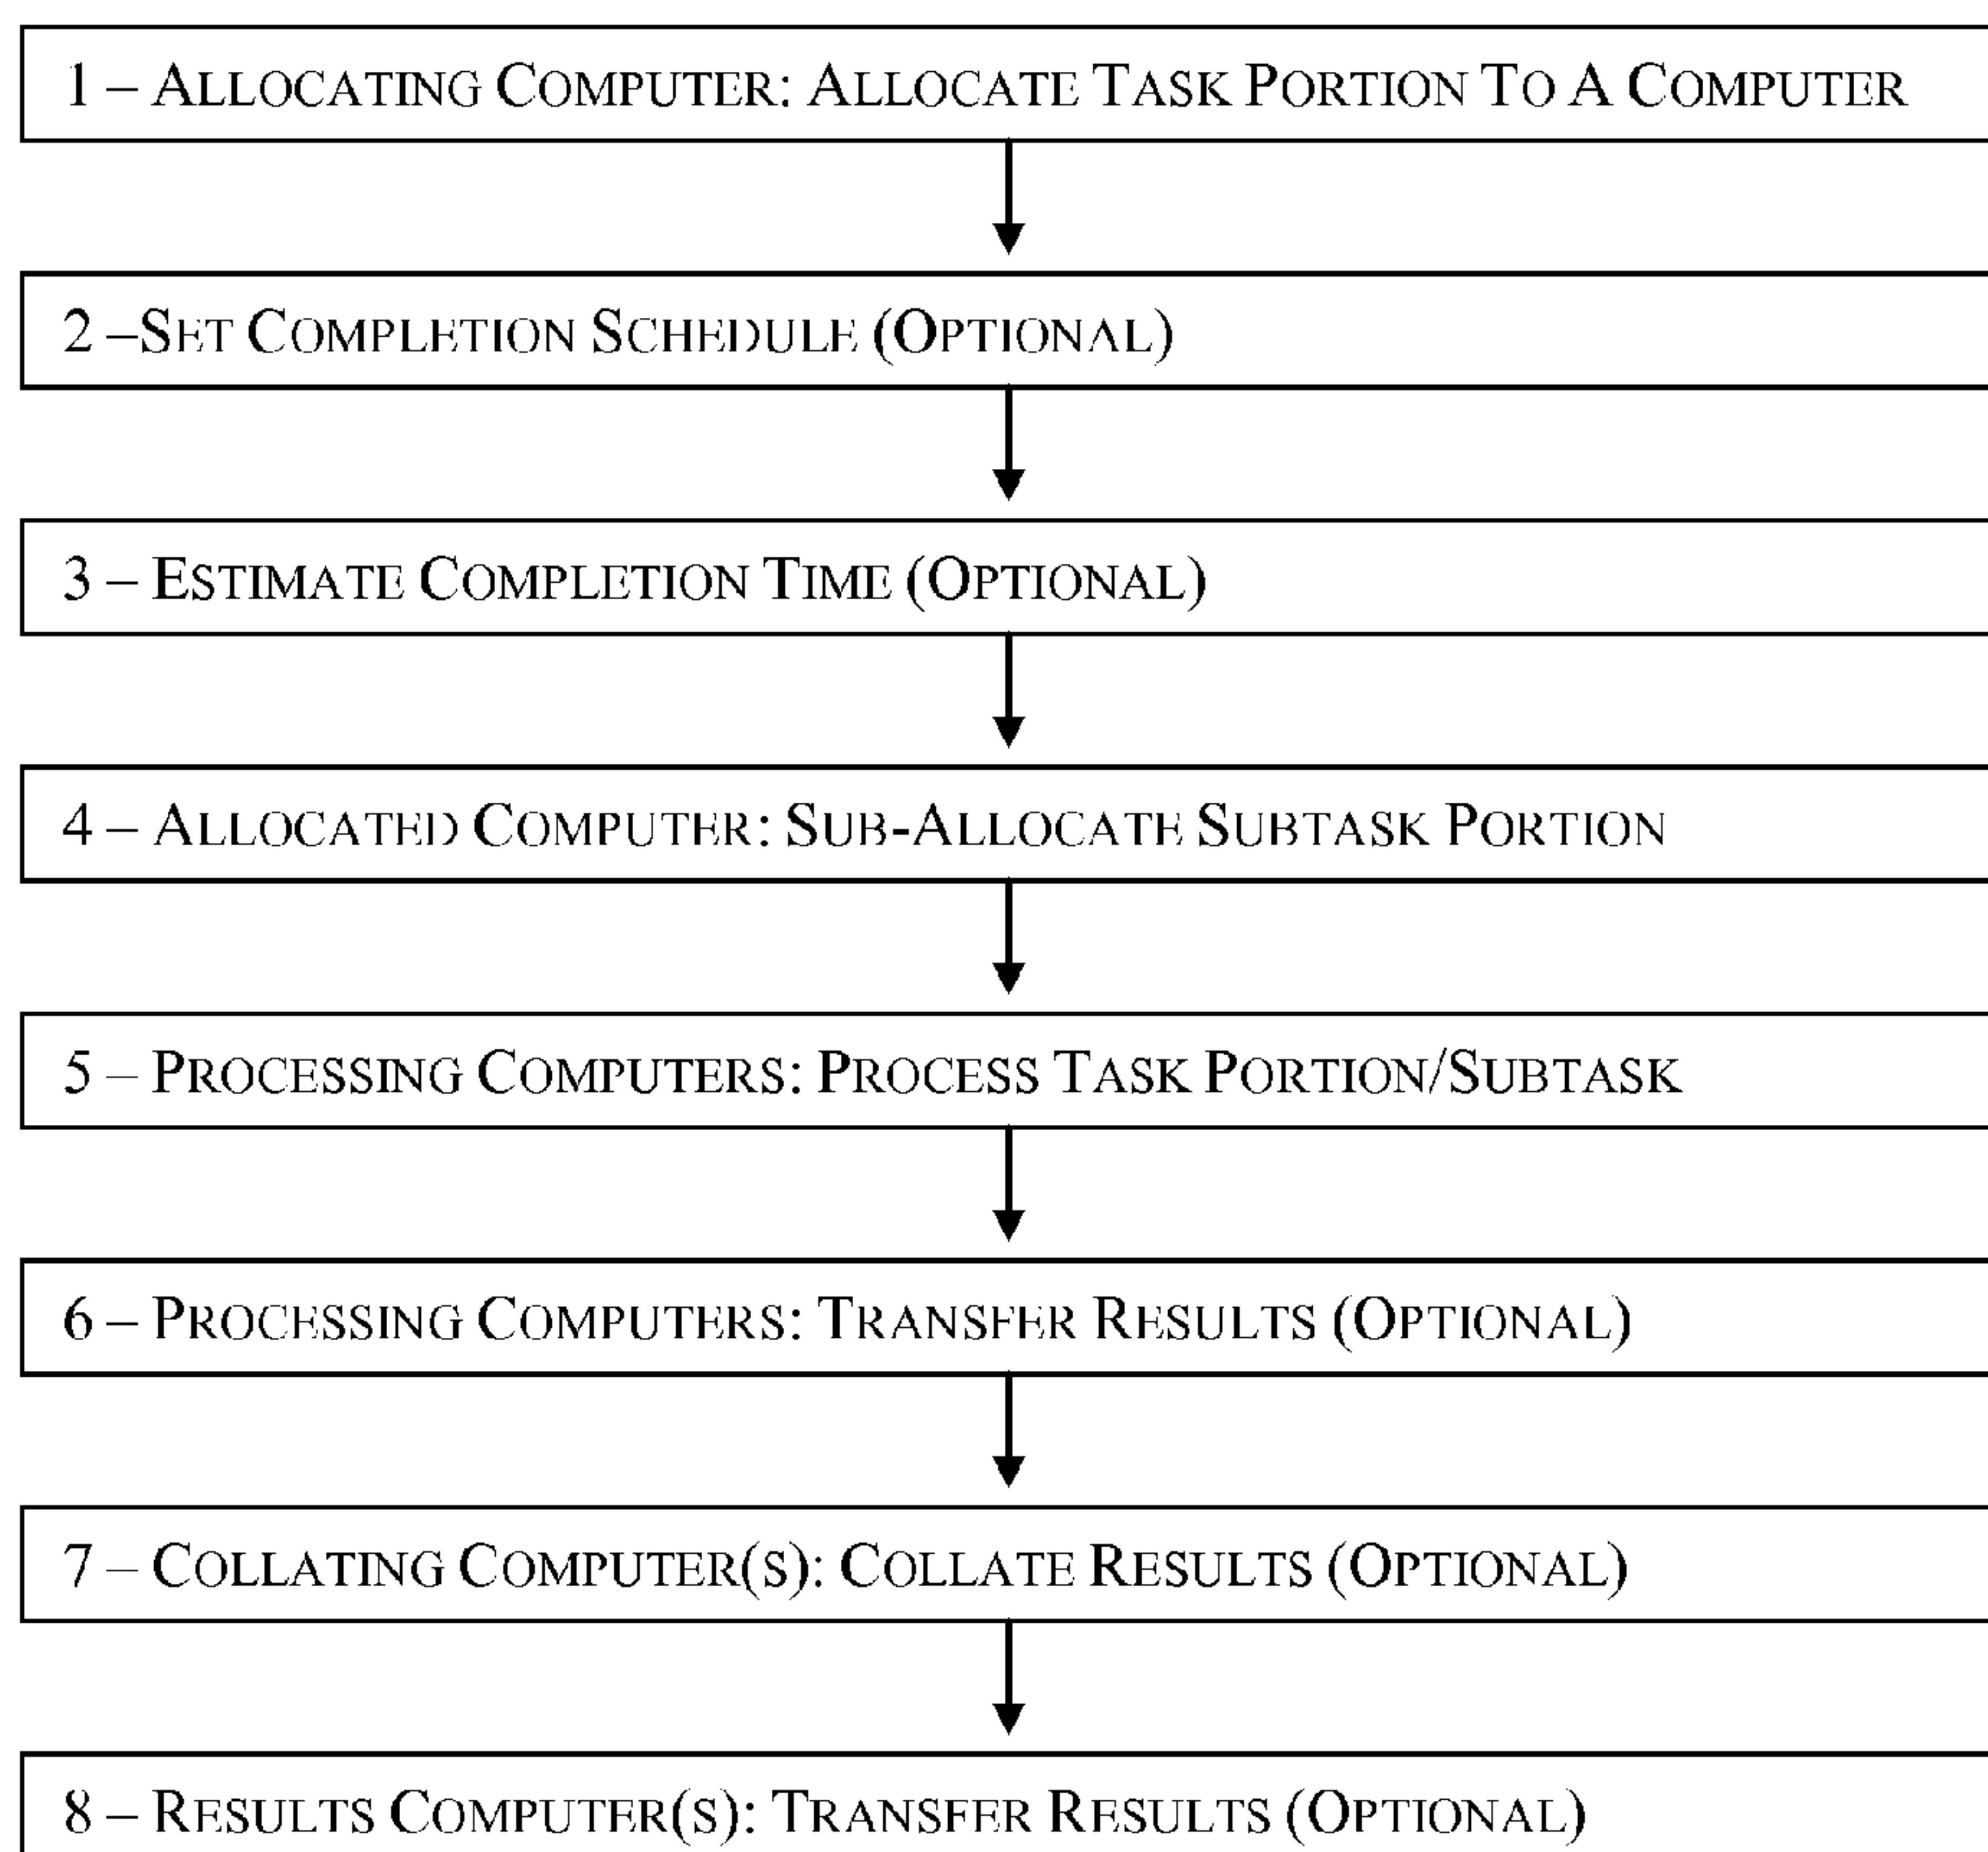 1 – ALLOCATING COMPUTER: ALLOCATE TASK PORTION TO A COMPUTER
2 –SET COMPLETION SCHEDULE (OPTIONAL)
3 – ESTIMATE COMPLETION TIME (OPTIONAL)
4 – ALLOCATED COMPUTER: SUB-ALLOCATE SUBTASK PORTION
5 – PROCESSING COMPUTERS: PROCESS TASK PORTION/SUBTASK
6 – PROCESSING COMPUTERS: TRANSFER RESULTS (OPTIONAL)
7 – COLLATING COMPUTER(S): COLLATE RESULTS (OPTIONAL)
8 – RESULTS COMPUTER(S): TRANSFER RESULTS (OPTIONAL)